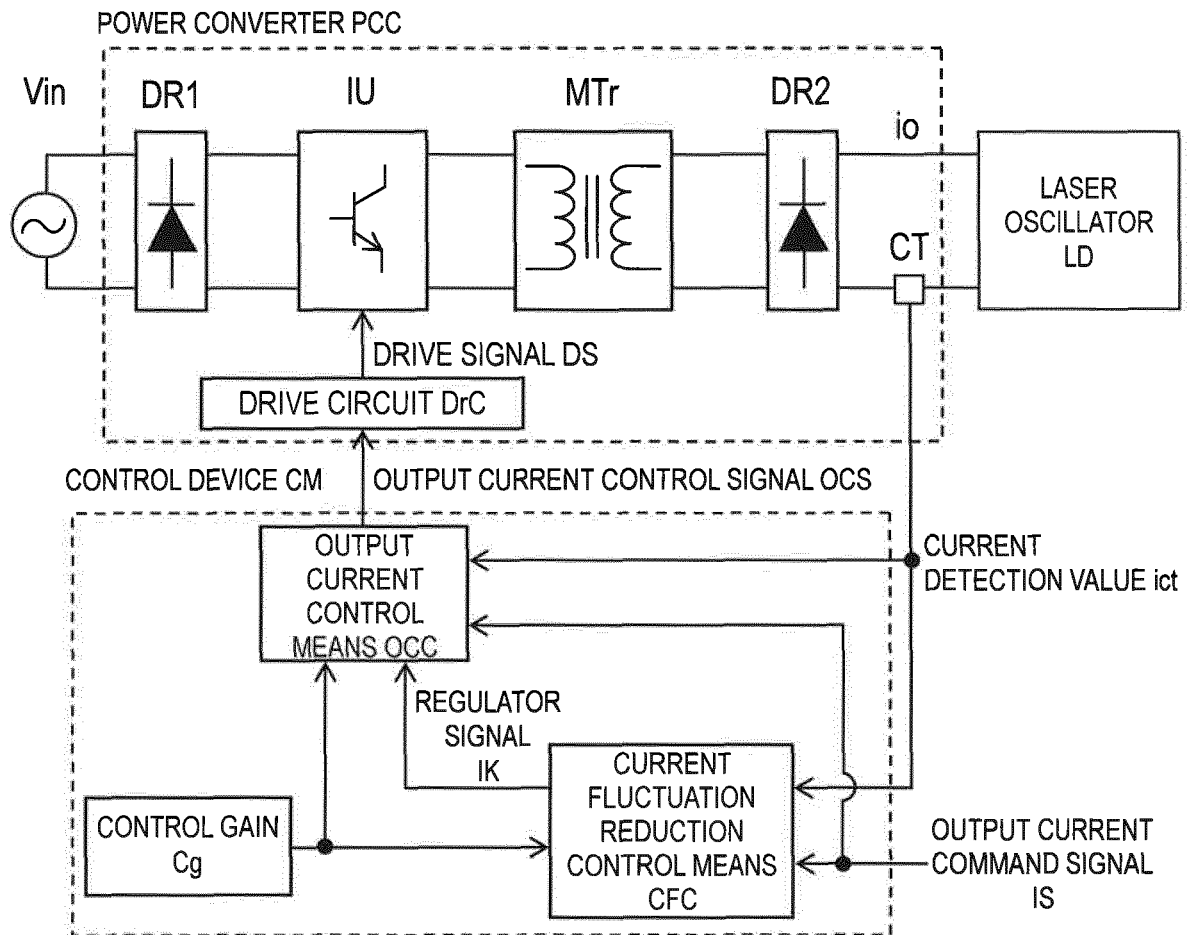 POWER CONVERTER PCC
Vin
DR1
IU
MTr
DR2
io
LASER
OSCILLATOR
LD
CT
DRIVE SIGNAL DS
DRIVE CIRCUIT DrC
CONTROL DEVICE CM
OUTPUT CURRENT CONTROL SIGNAL OCS
OUTPUT
CURRENT
CONTROL
MEANS OCC
CURRENT
DETECTION VALUE ict
REGULATOR
SIGNAL
IK
CURRENT
FLUCTUATION
REDUCTION
CONTROL MEANS
CFC
CONTROL GAIN
Cg
OUTPUT CURRENT
COMMAND SIGNAL
IS